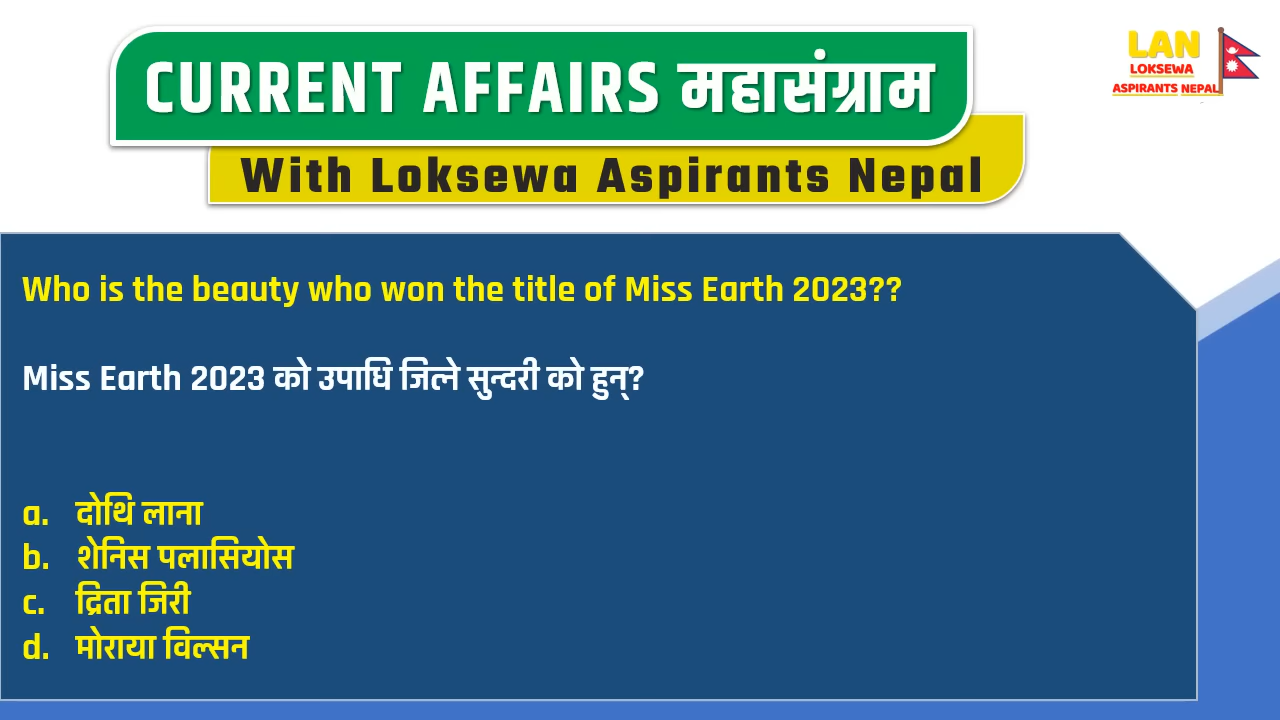 CURRENT AFFAIRS महासंग्राम
With Loksewa Aspirants Nepal
LAN
LOKSEWA
ASPIRANTS NEPAL
Who is the beauty who won the title of Miss Earth 2023??
Miss Earth 2023 को उपाधि जित्ने सुन्दरी को हुन्?
a. दोथि लाना
b. शेनिस पलासियोस
c. द्रिता जिरी
d. मोराया विल्सन